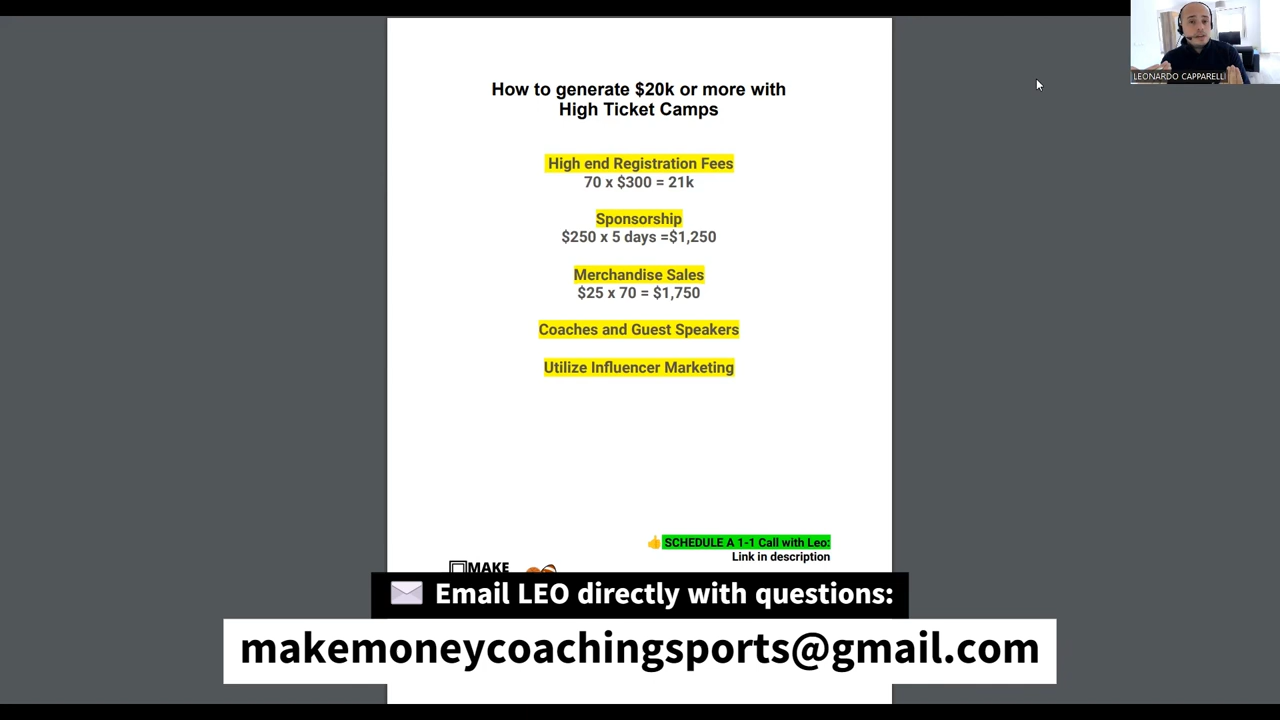 LEONARDO CAPPARELLI
How to generate $20k or more with
High Ticket Camps
High end Registration Fees
70 x $300 = 21k
Sponsorship
$250 x 5 days =$1,250
Merchandise Sales
$25 x 70 = $1,750
Coaches and Guest Speakers
Utilize Influencer Marketing
👍 SCHEDULE A 1-1 Call with Leo:
Link in description
MAKE
✉️ Email LEO directly with questions:
makemoneycoachingsports@gmail.com